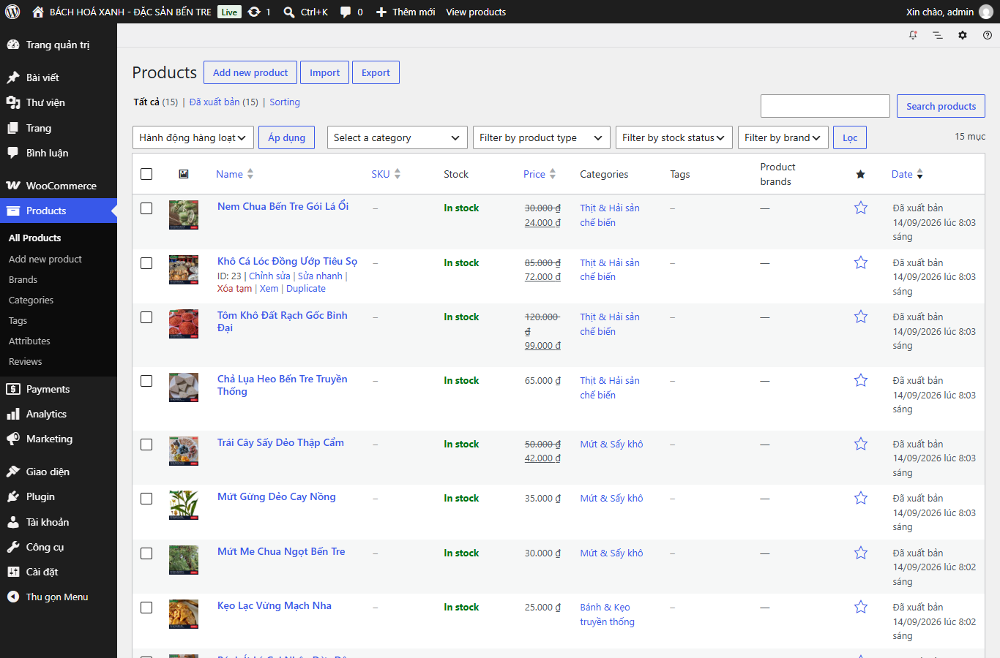 BÁCH HOÁ XANH - ĐẶC SẢN BẾN TRE Live 1 Ctrl+K 0 Thêm mới View products Xin chào, admin
Trang quản trị
Bài viết
Thư viện
Trang
Bình luận
WooCommerce
Products
All Products
Add new product
Brands
Categories
Tags
Attributes
Reviews
Payments
Analytics
Marketing
Giao diện
Plugin
Tài khoản
Công cụ
Cài đặt
Thu gọn Menu
Products Add new product Import Export
Tất cả (15) | Đã xuất bản (15) | Sorting
Search products
Hành động hàng loạt Áp dụng Select a category Filter by product type Filter by stock status Filter by brand Lọc 15 mục
Name SKU Stock Price Categories Tags Product brands Date
Nem Chua Bến Tre Gói Lá Ổi – In stock 30.000 ₫ Thịt & Hải sản – — Đã xuất bản
24.000 ₫ chế biến 14/09/2026 lúc 8:03
sáng
Khô Cá Lóc Đồng Ướp Tiêu Sọ – In stock 85.000 ₫ Thịt & Hải sản – — Đã xuất bản
ID: 23 | Chỉnh sửa | Sửa nhanh | 72.000 ₫ chế biến 14/09/2026 lúc 8:03
Xóa tạm | Xem | Duplicate sáng
Tôm Khô Đất Rạch Gốc Bình – In stock 120.000 Thịt & Hải sản – — Đã xuất bản
Đại ₫ chế biến 14/09/2026 lúc 8:03
99.000 ₫ sáng
Chả Lụa Heo Bến Tre Truyền – In stock 65.000 ₫ Thịt & Hải sản – — Đã xuất bản
Thống chế biến 14/09/2026 lúc 8:03
sáng
Trái Cây Sấy Dẻo Thập Cẩm – In stock 50.000 ₫ Mứt & Sấy khô – — Đã xuất bản
42.000 ₫ 14/09/2026 lúc 8:03
sáng
Mứt Gừng Dẻo Cay Nồng – In stock 35.000 ₫ Mứt & Sấy khô – — Đã xuất bản
14/09/2026 lúc 8:03
sáng
Mứt Me Chua Ngọt Bến Tre – In stock 30.000 ₫ Mứt & Sấy khô – — Đã xuất bản
14/09/2026 lúc 8:02
sáng
Kẹo Lạc Vừng Mạch Nha – In stock 25.000 ₫ Bánh & Kẹo – — Đã xuất bản
truyền thống 14/09/2026 lúc 8:02
sáng